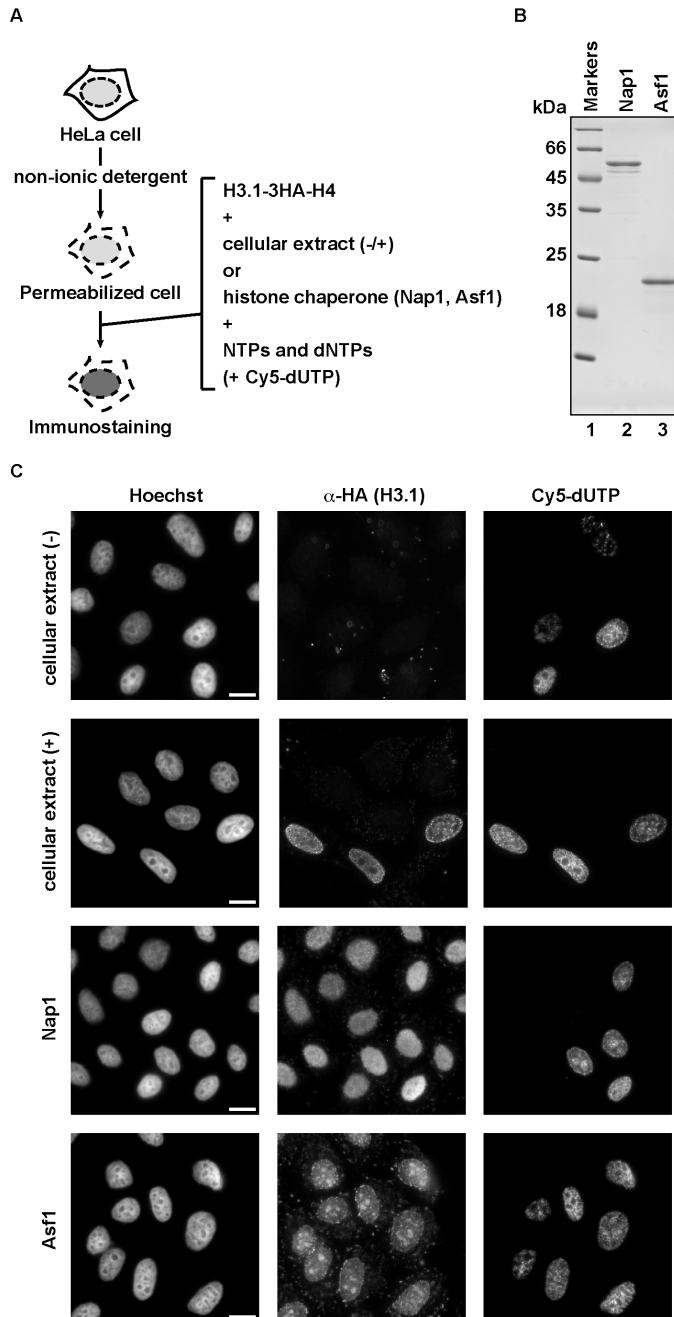 A
HeLa cell
non-ionic detergent
Permeabilized cell
Immunostaining
H3.1-3HA-H4
+
cellular extract (-/+)
or
histone chaperone (Nap1, Asf1)
+
NTPs and dNTPs
(+ Cy5-dUTP)
B
kDa
Markers
Nap1
Asf1
66
45
35
25
18
1 2 3
C
Hoechst α-HA (H3.1) Cy5-dUTP
cellular extract (-)
cellular extract (+)
Nap1
Asf1